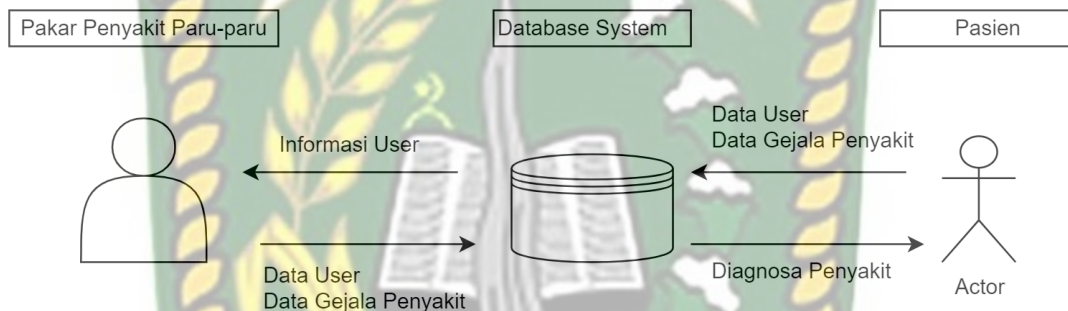 Pakar Penyakit Paru-paru
Database System
Pasien
Informasi User
Data User
Data Gejala Penyakit
Data User
Data Gejala Penyakit
Diagnosa Penyakit
Actor